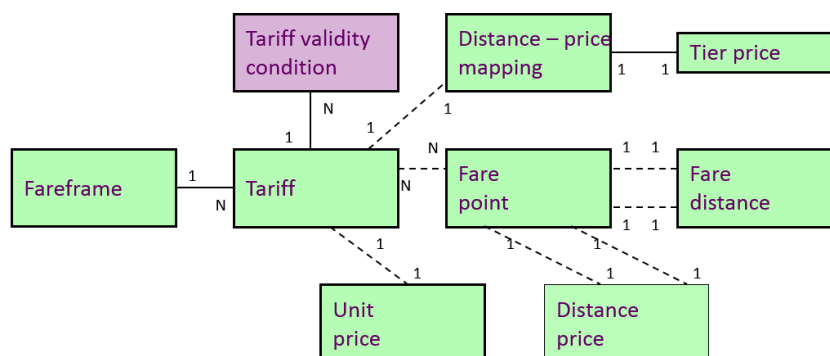 Tariff validity
condition
Distance – price
mapping
1
1
Tier price
N
1
1
1
Fareframe
1
N
Tariff
N
N
Fare
point
1
1
1
1
Fare
distance
1
1
1
1
1
1
Unit
price
Distance
price